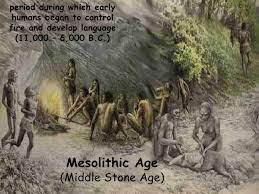 period during which early
humans began to control
fire and develop language
(11,000 - 8,000 B.C.)
Mesolithic Age
(Middle Stone Age)